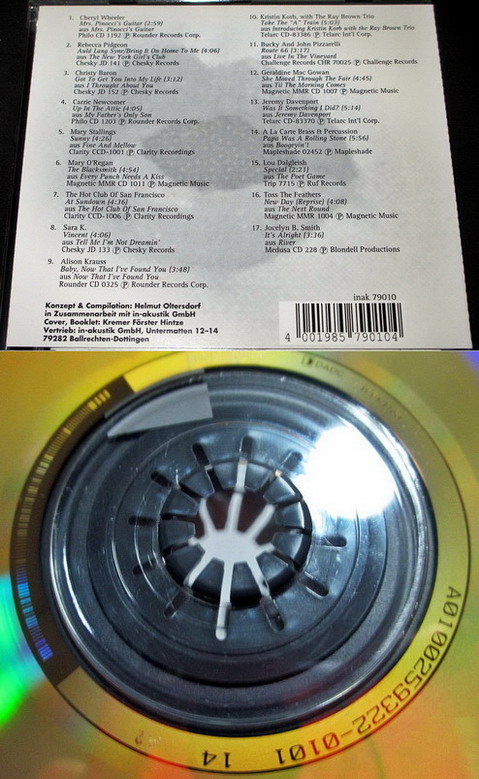 1. Cheryl Wheeler
Mrs. Pinocci's Guitar (2:59)
aus Mrs. Pinocci's Guitar
Philo CD 1192 Ⓟ Rounder Records Corp.
2. Rebecca Pidgeon
Auld Lang Syne/Bring It On Home To Me (4:06)
aus The New York Girl's Club
Chesky JD 141 Ⓟ Chesky Records
3. Christy Baron
Got To Get You Into My Life (3:12)
aus I Thought About You
Chesky JD 152 Ⓟ Chesky Records
4. Carrie Newcomer
Up In The Attic (4:05)
aus My Father's Only Son
Philo CD 1203 Ⓟ Rounder Records Corp.
5. Mary Stallings
Sunny (4:26)
aus Fine And Mellow
Clarity CCD-1001 Ⓟ Clarity Recordings
6. Mary O'Regan
The Blacksmith (4:54)
aus Every Punch Needs A Kiss
Magnetic MMR CD 1011 Ⓟ Magnetic Music
7. The Hot Club Of San Francisco
At Sundown (4:36)
aus The Hot Club Of San Francisco
Clarity CCD-1006 Ⓟ Clarity Recordings
8. Sara K.
Vincent (4:06)
aus Tell Me I'm Not Dreamin'
Chesky JD 133 Ⓟ Chesky Records
9. Alison Krauss
Baby, Now That I've Found You (3:48)
aus Now That I've Found You
Rounder CD 0325 Ⓟ Rounder Records Corp.
10. Kristin Korb, with The Ray Brown Trio
Take The "A" Train (5:03)
aus Introducing Kristin Korb with the Ray Brown Trio
Telarc CD-83386 Ⓟ Telarc Int'l Corp.
11. Bucky And John Pizzarelli
Route 66 (3:17)
aus Live In The Vineyard
Challenge Records CHR 70025 Ⓟ Challenge Records
12. Geraldine Mac Gowan
She Moved Through The Fair (4:45)
aus Til The Morning Comes
Magnetic MMR CD 1007 Ⓟ Magnetic Music
13. Jeremy Davenport
Was It Something I Did? (5:14)
aus Jeremy Davenport
Telarc CD-83370 Ⓟ Telarc Int'l Corp.
14. A La Carte Brass & Percussion
Papa Was A Rolling Stone (5:56)
aus Boogeyin'!
Mapleshade 02452 Ⓟ Mapleshade
15. Lou Dalgleish
Special (2:21)
aus The Poet Game
Trip 7715 Ⓟ Ruf Records
16. Toss The Feathers
New Day (Reprise) (4:08)
aus The Next Round
Magnetic MMR 1004 Ⓟ Magnetic Music
17. Jocelyn B. Smith
It's Alright (3:36)
aus River
Medusa CD 228 Ⓟ Blondell Productions
Konzept & Compilation: Helmut Oltersdorf
in Zusammenarbeit mit in-akustik GmbH
Cover, Booklet: Kremer Förster Hintze
Vertrieb: in-akustik GmbH, Untermatten 12-14
79282 Ballrechten-Dottingen
inak 79010
4 001985 790104
DADC
A0100259322-0101 14
2